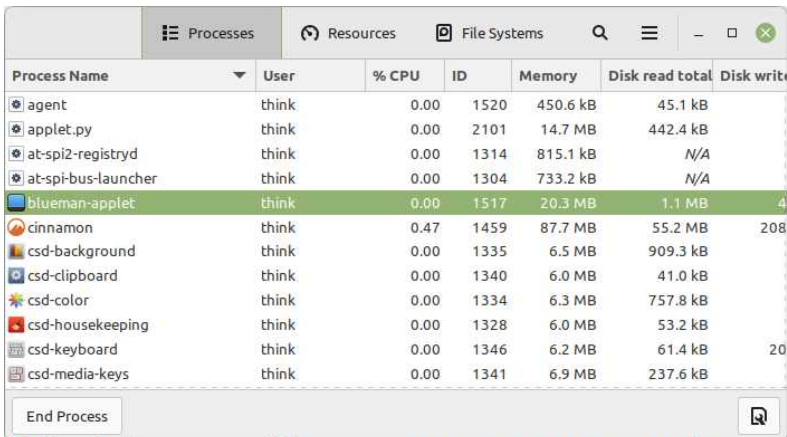 Processes Resources File Systems
Process Name User % CPU ID Memory Disk read total Disk write
agent think 0.00 1520 450.6 kB 45.1 kB
applet.py think 0.00 2101 14.7 MB 442.4 kB
at-spi2-registryd think 0.00 1314 815.1 kB N/A
at-spi-bus-launcher think 0.00 1304 733.2 kB N/A
blueman-applet think 0.00 1517 20.3 MB 1.1 MB 4
cinnamon think 0.47 1459 87.7 MB 55.2 MB 208
csd-background think 0.00 1335 6.5 MB 909.3 kB
csd-clipboard think 0.00 1340 6.0 MB 41.0 kB
csd-color think 0.00 1334 6.3 MB 757.8 kB
csd-housekeeping think 0.00 1328 6.0 MB 53.2 kB
csd-keyboard think 0.00 1346 6.2 MB 61.4 kB 20
csd-media-keys think 0.00 1341 6.9 MB 237.6 kB
End Process